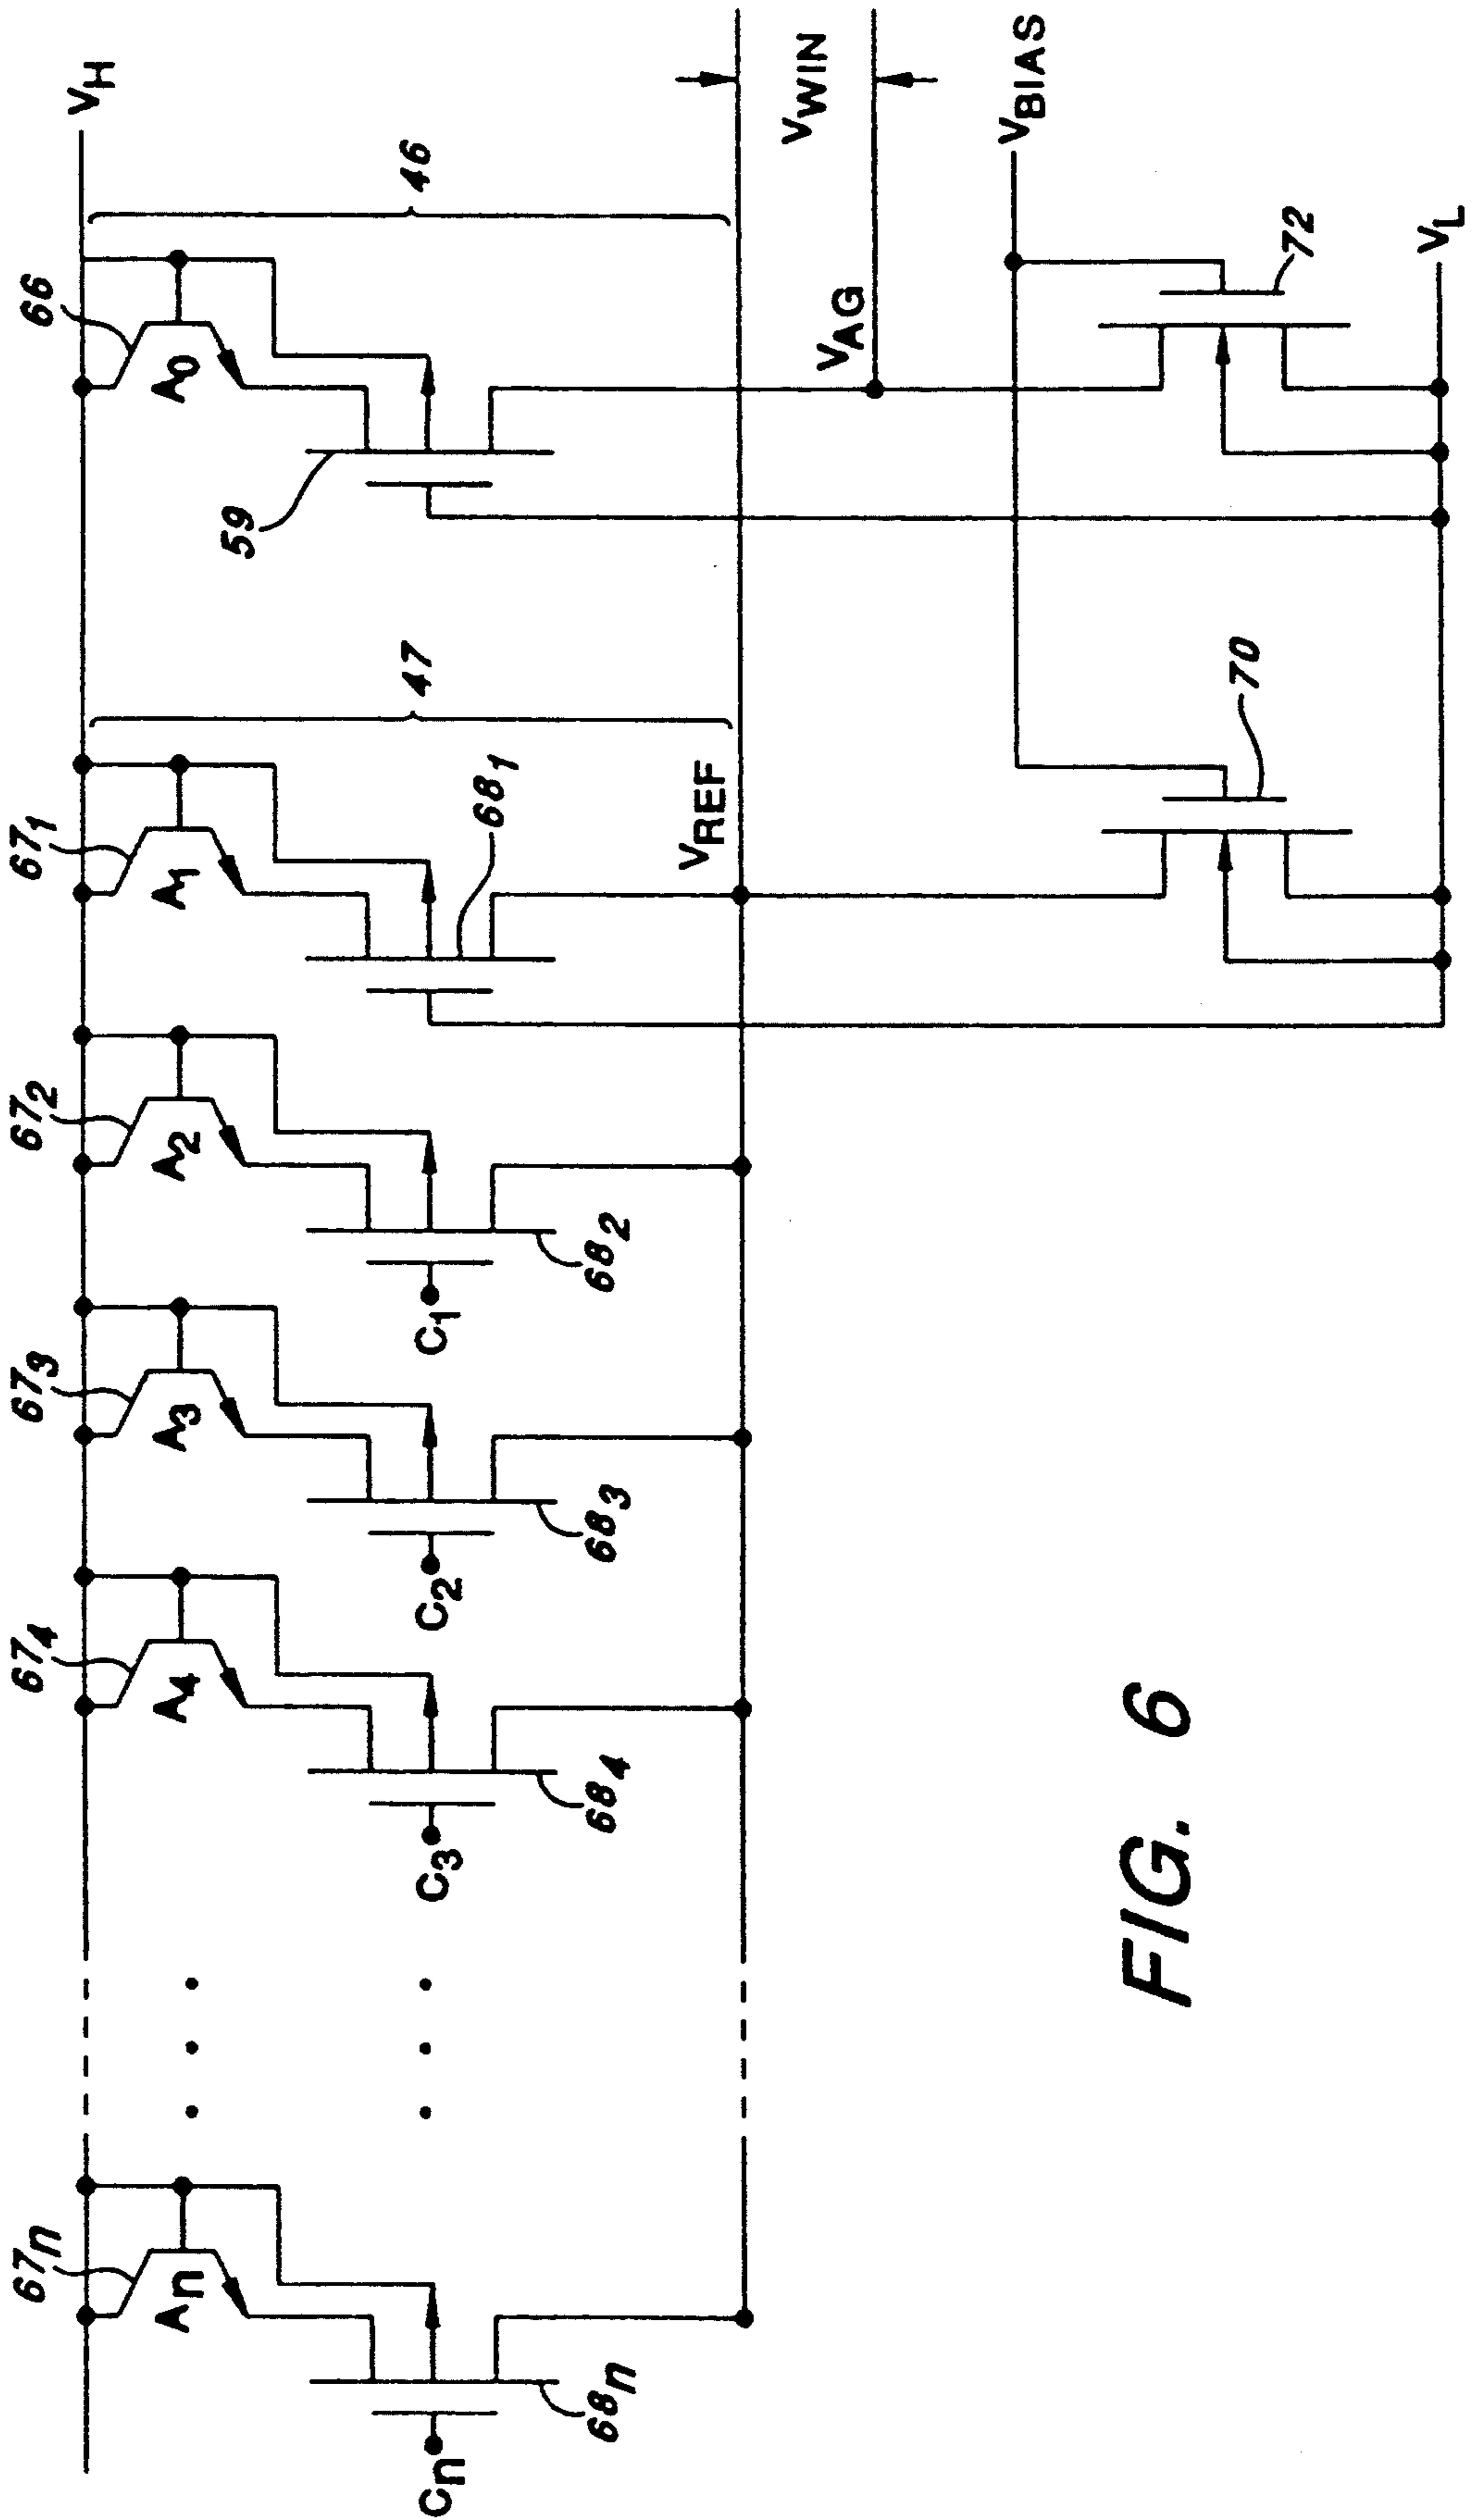 67n 67₄ 67₃ 67₂ 67₁ 66 VH
An A₄ A₃ A₂ A₁ A₀
59
Cn C₃ C₂ C₁ 47 46
68₁
68n 68₄ 68₃ 68₂
VREF
VWIN
VAG
VBIAS
FIG. 6
70 72
VL